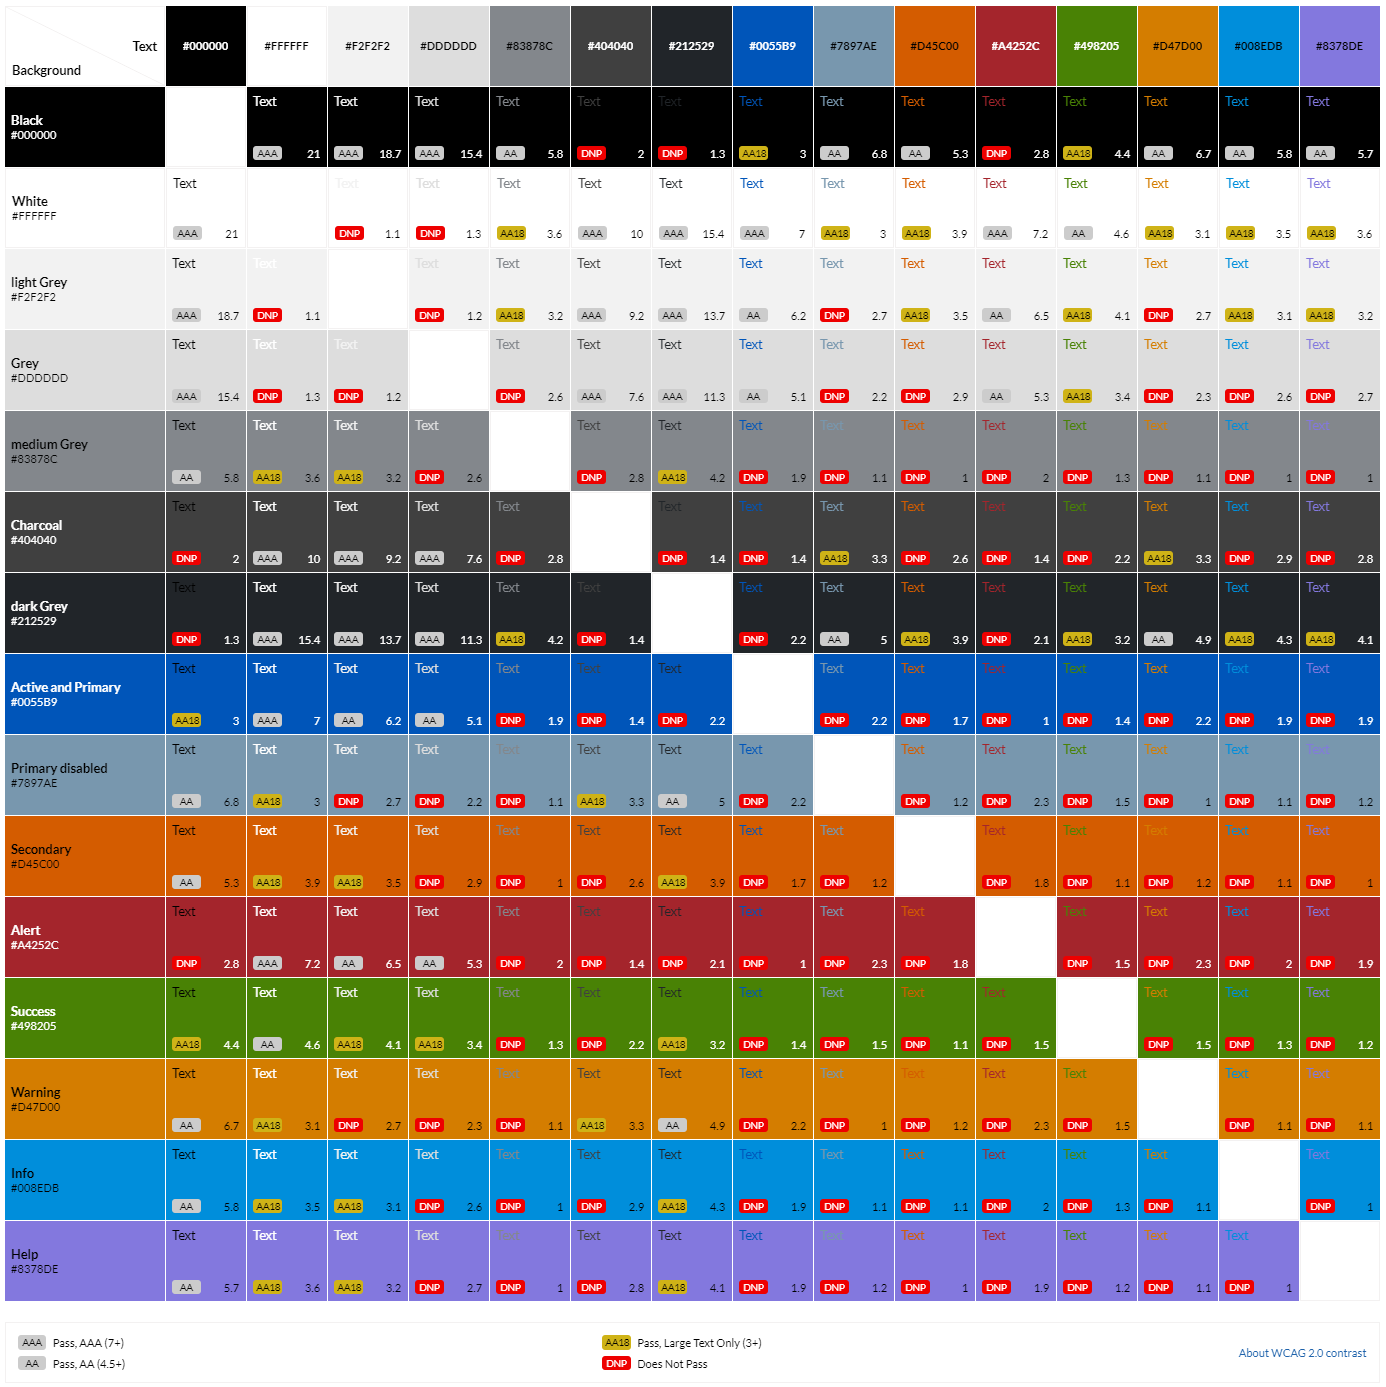 Text #000000 #FFFFFF #F2F2F2 #DDDDDD #83878C #404040 #212529 #0055B9 #7897AE #D45C00 #A4252C #498205 #D47D00 #008EDB #8378DE
Background
Text Text Text Text Text Text Text Text Text Text Text Text Text Text
Black
#000000
AAA 21 AAA 18.7 AAA 15.4 AA 5.8 DNP 2 DNP 1.3 AA18 3 AA 6.8 AA 5.3 DNP 2.8 AA18 4.4 AA 6.7 AA 5.8 AA 5.7
Text Text Text Text Text Text Text Text Text Text Text Text Text Text
White
#FFFFFF
AAA 21 DNP 1.1 DNP 1.3 AA18 3.6 AAA 10 AAA 15.4 AAA 7 AA18 3 AA18 3.9 AAA 7.2 AA 4.6 AA18 3.1 AA18 3.5 AA18 3.6
Text Text Text Text Text Text Text Text Text Text Text Text Text Text
light Grey
#F2F2F2
AAA 18.7 DNP 1.1 DNP 1.2 AA18 3.2 AAA 9.2 AAA 13.7 AA 6.2 DNP 2.7 AA18 3.5 AA 6.5 AA18 4.1 DNP 2.7 AA18 3.1 AA18 3.2
Text Text Text Text Text Text Text Text Text Text Text Text Text Text
Grey
#DDDDDD
AAA 15.4 DNP 1.3 DNP 1.2 DNP 2.6 AAA 7.6 AAA 11.3 AA 5.1 DNP 2.2 DNP 2.9 AA 5.3 AA18 3.4 DNP 2.3 DNP 2.6 DNP 2.7
Text Text Text Text Text Text Text Text Text Text Text Text Text Text
medium Grey
#83878C
AA 5.8 AA18 3.6 AA18 3.2 DNP 2.6 DNP 2.8 AA18 4.2 DNP 1.9 DNP 1.1 DNP 1 DNP 2 DNP 1.3 DNP 1.1 DNP 1 DNP 1
Text Text Text Text Text Text Text Text Text Text Text Text Text Text
Charcoal
#404040
DNP 2 AAA 10 AAA 9.2 AAA 7.6 DNP 2.8 DNP 1.4 DNP 1.4 AA18 3.3 DNP 2.6 DNP 1.4 DNP 2.2 AA18 3.3 DNP 2.9 DNP 2.8
Text Text Text Text Text Text Text Text Text Text Text Text Text Text
dark Grey
#212529
DNP 1.3 AAA 15.4 AAA 13.7 AAA 11.3 AA18 4.2 DNP 1.4 DNP 2.2 AA 5 AA18 3.9 DNP 2.1 AA18 3.2 AA 4.9 AA18 4.3 AA18 4.1
Text Text Text Text Text Text Text Text Text Text Text Text Text Text
Active and Primary
#0055B9
AA18 3 AAA 7 AA 6.2 AA 5.1 DNP 1.9 DNP 1.4 DNP 2.2 DNP 2.2 DNP 1.7 DNP 1 DNP 1.4 DNP 2.2 DNP 1.9 DNP 1.9
Text Text Text Text Text Text Text Text Text Text Text Text Text Text
Primary disabled
#7897AE
AA 6.8 AA18 3 DNP 2.7 DNP 2.2 DNP 1.1 AA18 3.3 AA 5 DNP 2.2 DNP 1.2 DNP 2.3 DNP 1.5 DNP 1 DNP 1.1 DNP 1.2
Text Text Text Text Text Text Text Text Text Text Text Text Text Text
Secondary
#D45C00
AA 5.3 AA18 3.9 AA18 3.5 DNP 2.9 DNP 1 DNP 2.6 AA18 3.9 DNP 1.7 DNP 1.2 DNP 1.8 DNP 1.1 DNP 1.2 DNP 1.1 DNP 1
Text Text Text Text Text Text Text Text Text Text Text Text Text Text
Alert
#A4252C
DNP 2.8 AAA 7.2 AA 6.5 AA 5.3 DNP 2 DNP 1.4 DNP 2.1 DNP 1 DNP 2.3 DNP 1.8 DNP 1.5 DNP 2.3 DNP 2 DNP 1.9
Text Text Text Text Text Text Text Text Text Text Text Text Text Text
Success
#498205
AA18 4.4 AA 4.6 AA18 4.1 AA18 3.4 DNP 1.3 DNP 2.2 AA18 3.2 DNP 1.4 DNP 1.5 DNP 1.1 DNP 1.5 DNP 1.5 DNP 1.3 DNP 1.2
Text Text Text Text Text Text Text Text Text Text Text Text Text Text
Warning
#D47D00
AA 6.7 AA18 3.1 DNP 2.7 DNP 2.3 DNP 1.1 AA18 3.3 AA 4.9 DNP 2.2 DNP 1 DNP 1.2 DNP 2.3 DNP 1.5 DNP 1.1 DNP 1.1
Text Text Text Text Text Text Text Text Text Text Text Text Text Text
Info
#008EDB
AA 5.8 AA18 3.5 AA18 3.1 DNP 2.6 DNP 1 DNP 2.9 AA18 4.3 DNP 1.9 DNP 1.1 DNP 1.1 DNP 2 DNP 1.3 DNP 1.1 DNP 1
Text Text Text Text Text Text Text Text Text Text Text Text Text Text
Help
#8378DE
AA 5.7 AA18 3.6 AA18 3.2 DNP 2.7 DNP 1 DNP 2.8 AA18 4.1 DNP 1.9 DNP 1.2 DNP 1 DNP 1.9 DNP 1.2 DNP 1.1 DNP 1
AAA Pass, AAA (7+) AA18 Pass, Large Text Only (3+)
About WCAG 2.0 contrast
AA Pass, AA (4.5+) DNP Does Not Pass